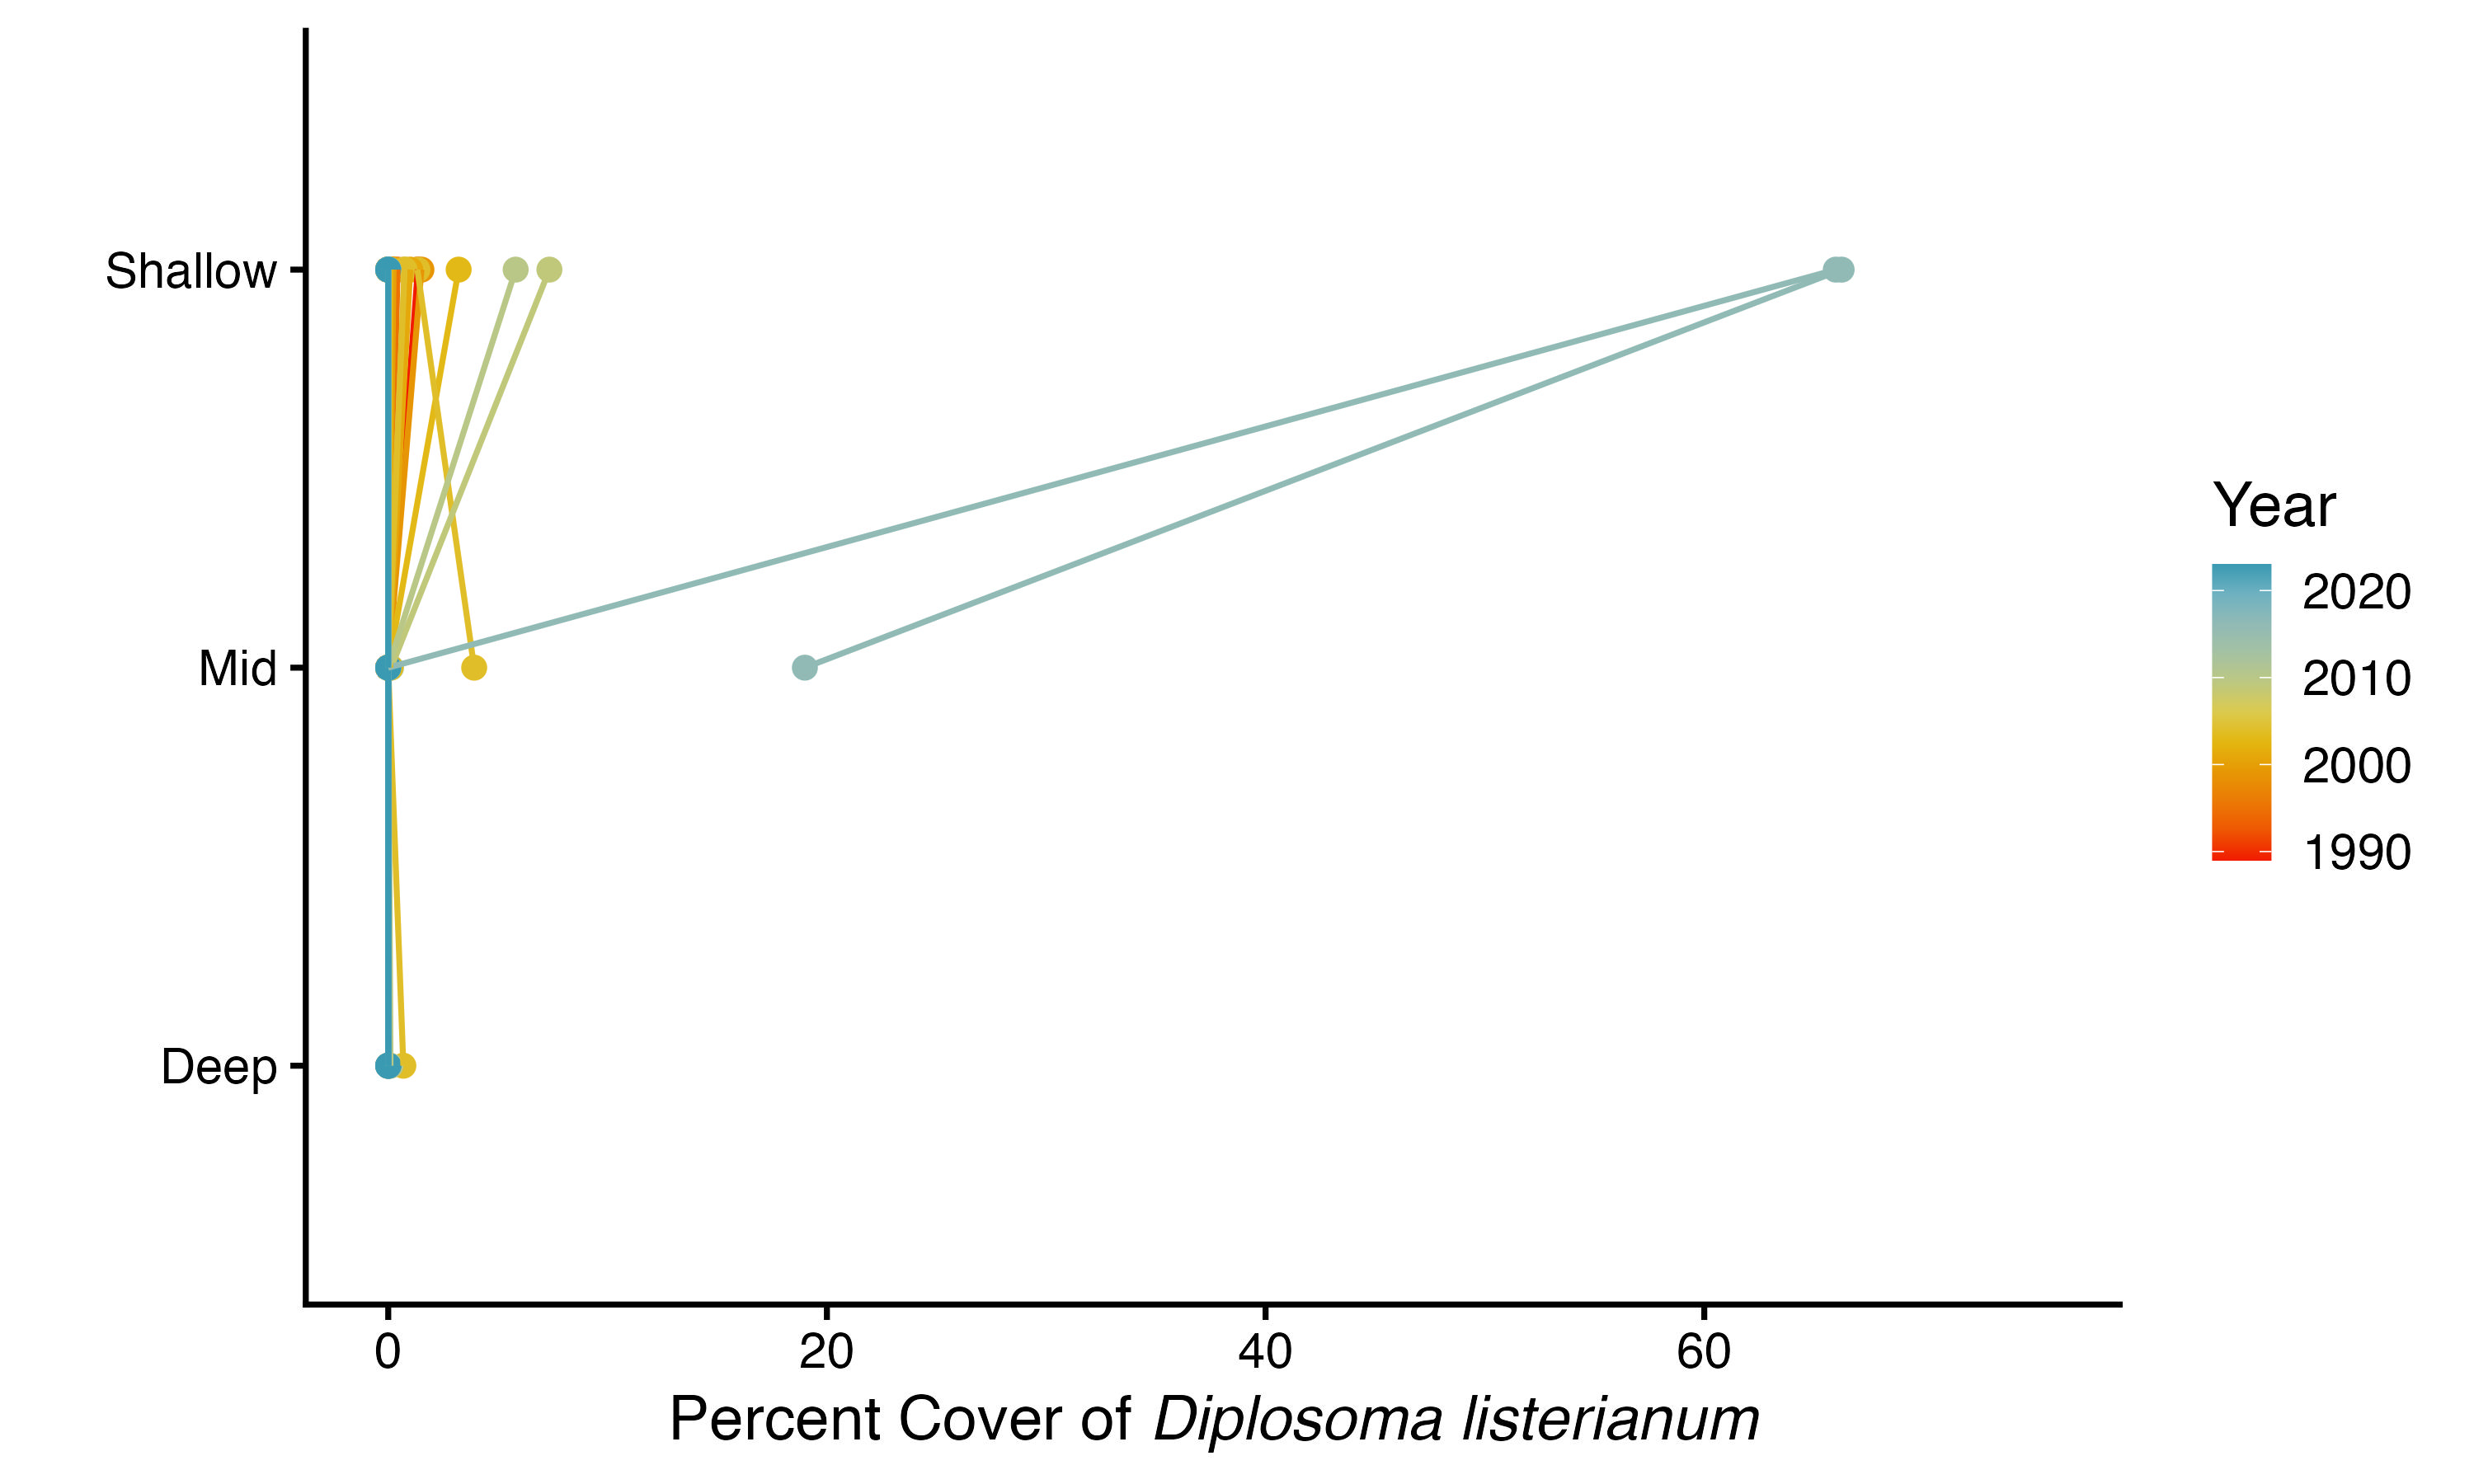 Shallow
Mid
Deep
0 20 40 60
Percent Cover of Diplosoma listerianum
Year
2020
2010
2000
1990